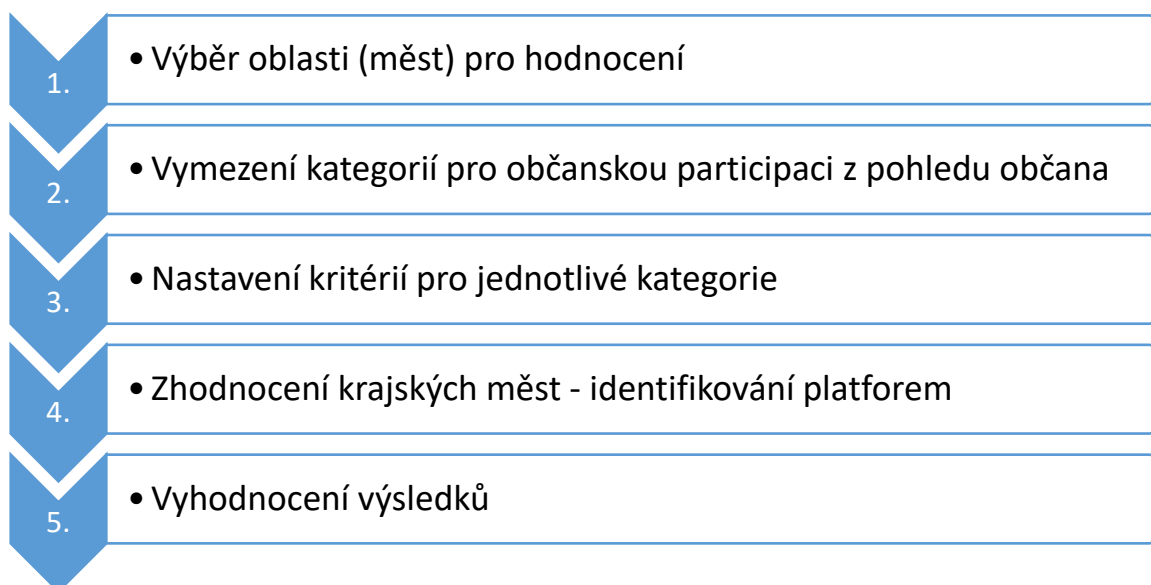 1.
• Výběr oblasti (měst) pro hodnocení
2.
• Vymezení kategorií pro občanskou participaci z pohledu občana
3.
• Nastavení kritérií pro jednotlivé kategorie
4.
• Zhodnocení krajských měst - identifikování platforem
5.
• Vyhodnocení výsledků